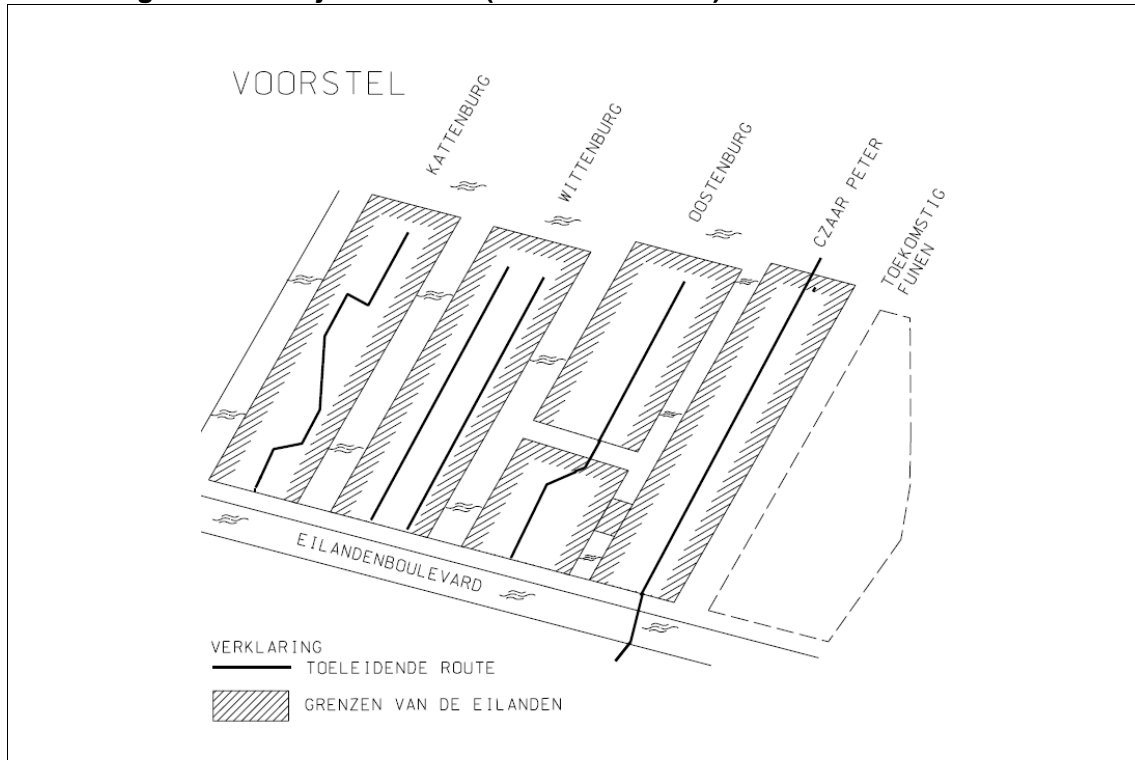 VOORSTEL
KATTENBURG
WITTENBURG
OOSTENBURG
CZAAR PETER
TOEKOMSTIG
FUNEN
EILANDENBOULEVARD
VERKLARING
TOELEIDENDE ROUTE
GRENZEN VAN DE EILANDEN